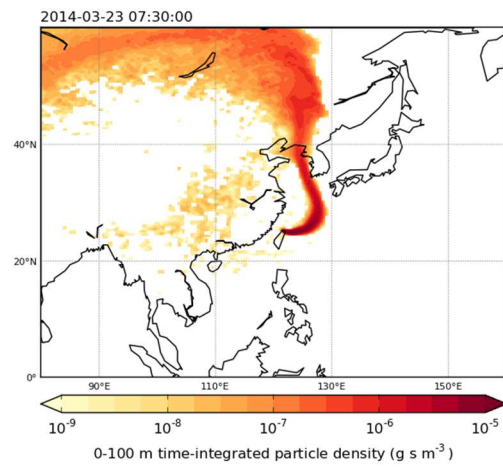 2014-03-23 07:30:00
40°N
20°N
0°
90°E 110°E 130°E 150°E
10⁻⁹ 10⁻⁸ 10⁻⁷ 10⁻⁶ 10⁻⁵
0-100 m time-integrated particle density (g s m⁻³)